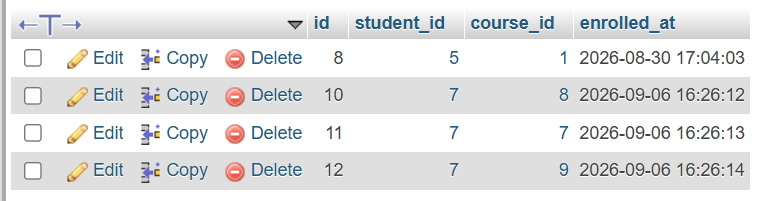 id student_id course_id enrolled_at
Edit Copy Delete 8 5 1 2026-08-30 17:04:03
Edit Copy Delete 10 7 8 2026-09-06 16:26:12
Edit Copy Delete 11 7 7 2026-09-06 16:26:13
Edit Copy Delete 12 7 9 2026-09-06 16:26:14